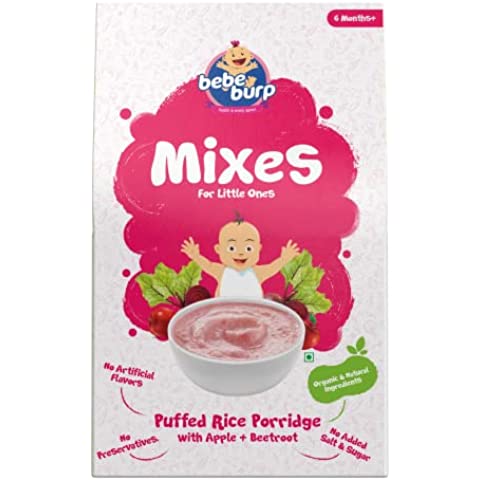 6 Months+
bebe
burp
Mixes
For Little Ones
No Artificial
Flavors
Organic & Natural
Ingredients
Puffed Rice Porridge
with Apple + Beetroot
No
Preservatives.
No Added
Salt & Sugar